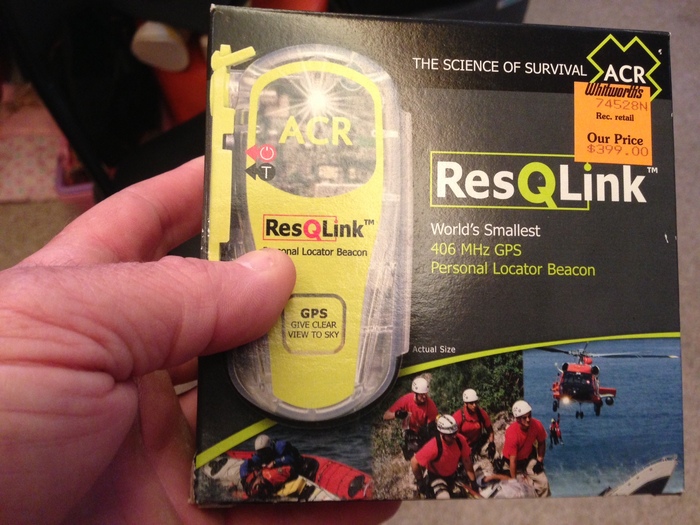 THE SCIENCE OF SURVIVAL
ACR
Whitworths
74528N
Rec. retail
Our Price
$399.00
ResQLink™
World's Smallest
406 MHz GPS
Personal Locator Beacon
ACR
T
ResQLink™
Personal Locator Beacon
GPS
GIVE CLEAR
VIEW TO SKY
Actual Size